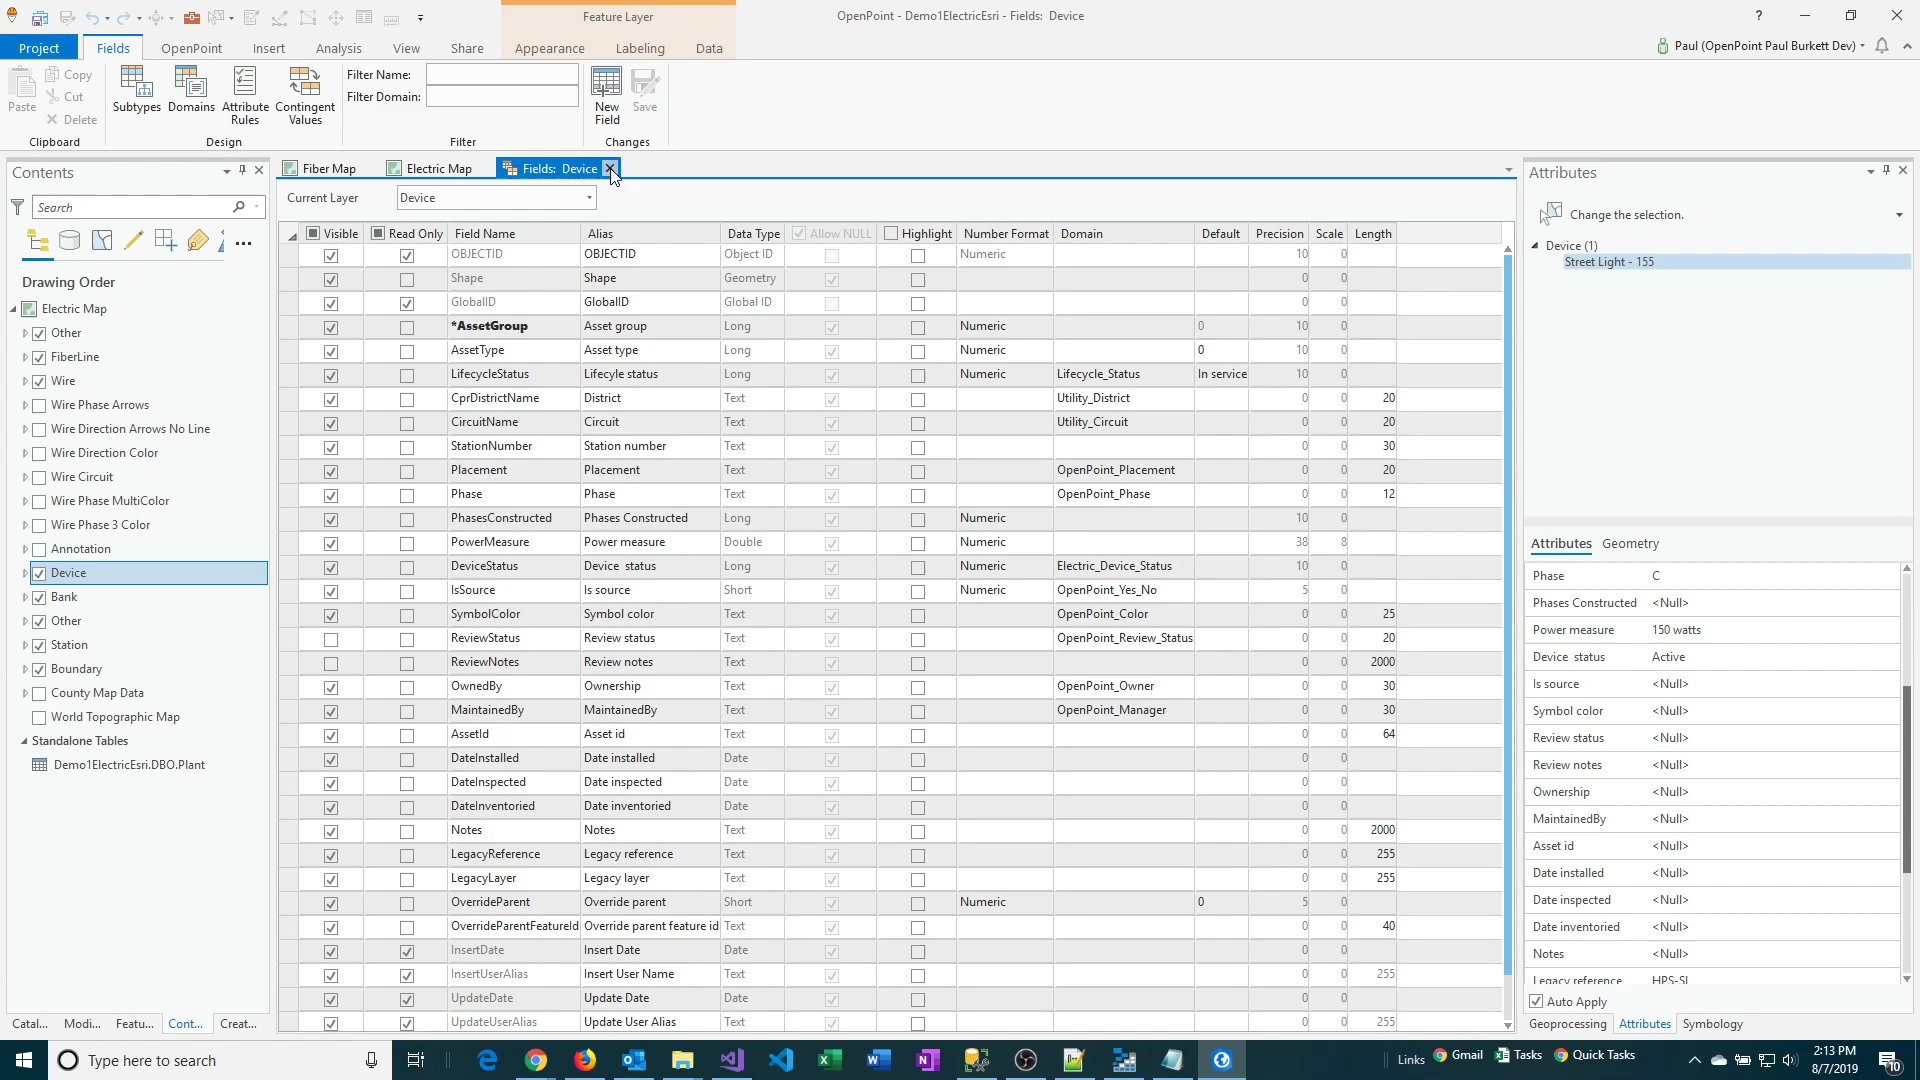 Feature Layer
OpenPoint - Demo1ElectricEsri - Fields: Device
?
Project
Fields
OpenPoint
Insert
Analysis
View
Share
Appearance
Labeling
Data
Paul (OpenPoint Paul Burkett Dev)
Paste
Copy
Cut
Delete
Clipboard
Subtypes
Domains
Attribute Rules
Contingent Values
Design
Filter Name:
Filter Domain:
Filter
New Field
Save
Changes
Contents
Search
Drawing Order
Electric Map
Other
FiberLine
Wire
Wire Phase Arrows
Wire Direction Arrows No Line
Wire Direction Color
Wire Circuit
Wire Phase MultiColor
Wire Phase 3 Color
Annotation
Device
Bank
Other
Station
Boundary
County Map Data
World Topographic Map
Standalone Tables
Demo1ElectricEsri.DBO.Plant
Catal...
Modi...
Featu...
Cont...
Creat...
Fiber Map
Electric Map
Fields: Device
Current Layer
Device
Visible Read Only Field Name Alias Data Type Allow NULL Highlight Number Format Domain Default Precision Scale Length
OBJECTID OBJECTID Object ID Numeric 10 0
Shape Shape Geometry 0 0
GlobalID GlobalID Global ID 0 0
*AssetGroup Asset group Long Numeric 0 10 0
AssetType Asset type Long Numeric 0 10 0
LifecycleStatus Lifecyle status Long Numeric Lifecycle_Status In service 10 0
CprDistrictName District Text Utility_District 0 0 20
CircuitName Circuit Text Utility_Circuit 0 0 20
StationNumber Station number Text 0 0 30
Placement Placement Text OpenPoint_Placement 0 0 20
Phase Phase Text OpenPoint_Phase 0 0 12
PhasesConstructed Phases Constructed Long Numeric 10 0
PowerMeasure Power measure Double Numeric 38 8
DeviceStatus Device status Long Numeric Electric_Device_Status 10 0
IsSource Is source Short Numeric OpenPoint_Yes_No 5 0
SymbolColor Symbol color Text OpenPoint_Color 0 0 25
ReviewStatus Review status Text OpenPoint_Review_Status 0 0 20
ReviewNotes Review notes Text 0 0 2000
OwnedBy Ownership Text OpenPoint_Owner 0 0 30
MaintainedBy MaintainedBy Text OpenPoint_Manager 0 0 30
AssetId Asset id Text 0 0 64
DateInstalled Date installed Date 0 0
DateInspected Date inspected Date 0 0
DateInventoried Date inventoried Date 0 0
Notes Notes Text 0 0 2000
LegacyReference Legacy reference Text 0 0 255
LegacyLayer Legacy layer Text 0 0 255
OverrideParent Override parent Short Numeric 0 5 0
OverrideParentFeatureId Override parent feature id Text 0 0 40
InsertDate Insert Date Date 0 0
InsertUserAlias Insert User Name Text 0 0 255
UpdateDate Update Date Date 0 0
UpdateUserAlias Update User Alias Text 0 0 255
Attributes
Change the selection.
Device (1)
Street Light - 155
Attributes
Geometry
Phase C
Phases Constructed <Null>
Power measure 150 watts
Device status Active
Is source <Null>
Symbol color <Null>
Review status <Null>
Review notes <Null>
Ownership <Null>
MaintainedBy <Null>
Asset id <Null>
Date installed <Null>
Date inspected <Null>
Date inventoried <Null>
Notes <Null>
Legacy reference HPS-SL
Auto Apply
Geoprocessing
Attributes
Symbology
Type here to search
Links
Gmail
Tasks
Quick Tasks
2:13 PM
8/7/2019
10